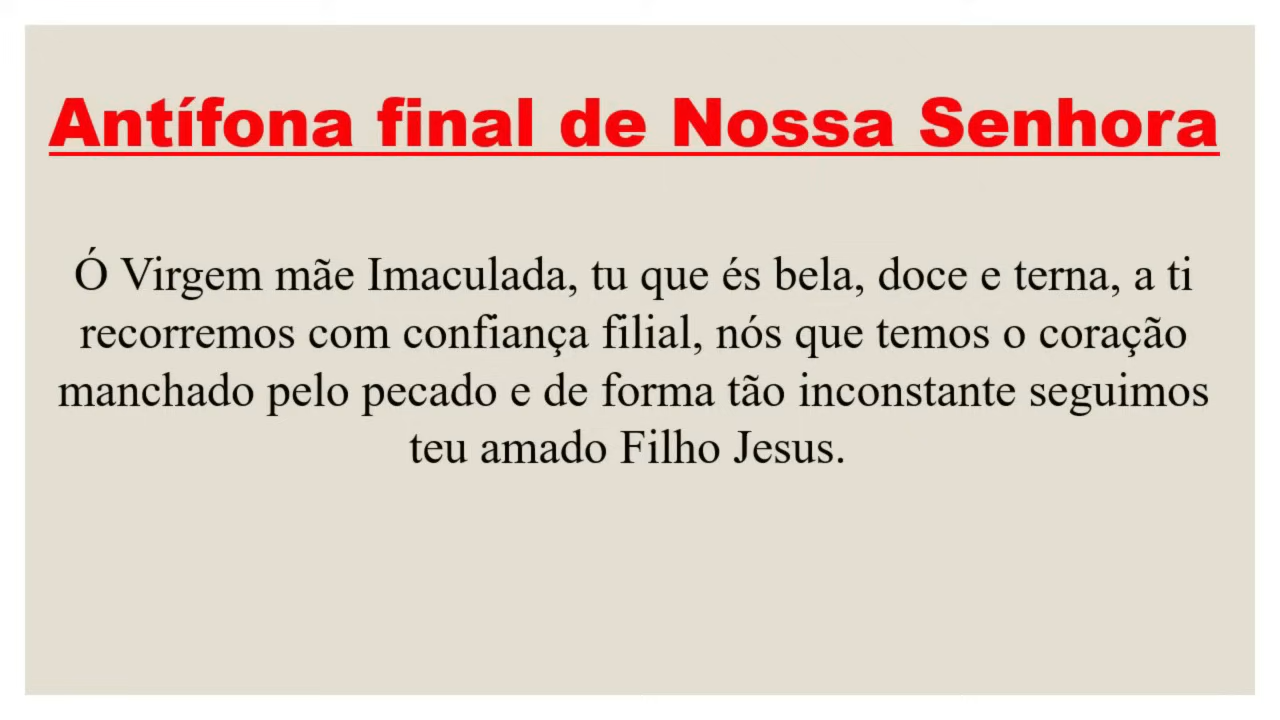 Antífona final de Nossa Senhora
Ó Virgem mãe Imaculada, tu que és bela, doce e terna, a ti
recorremos com confiança filial, nós que temos o coração
manchado pelo pecado e de forma tão inconstante seguimos
teu amado Filho Jesus.